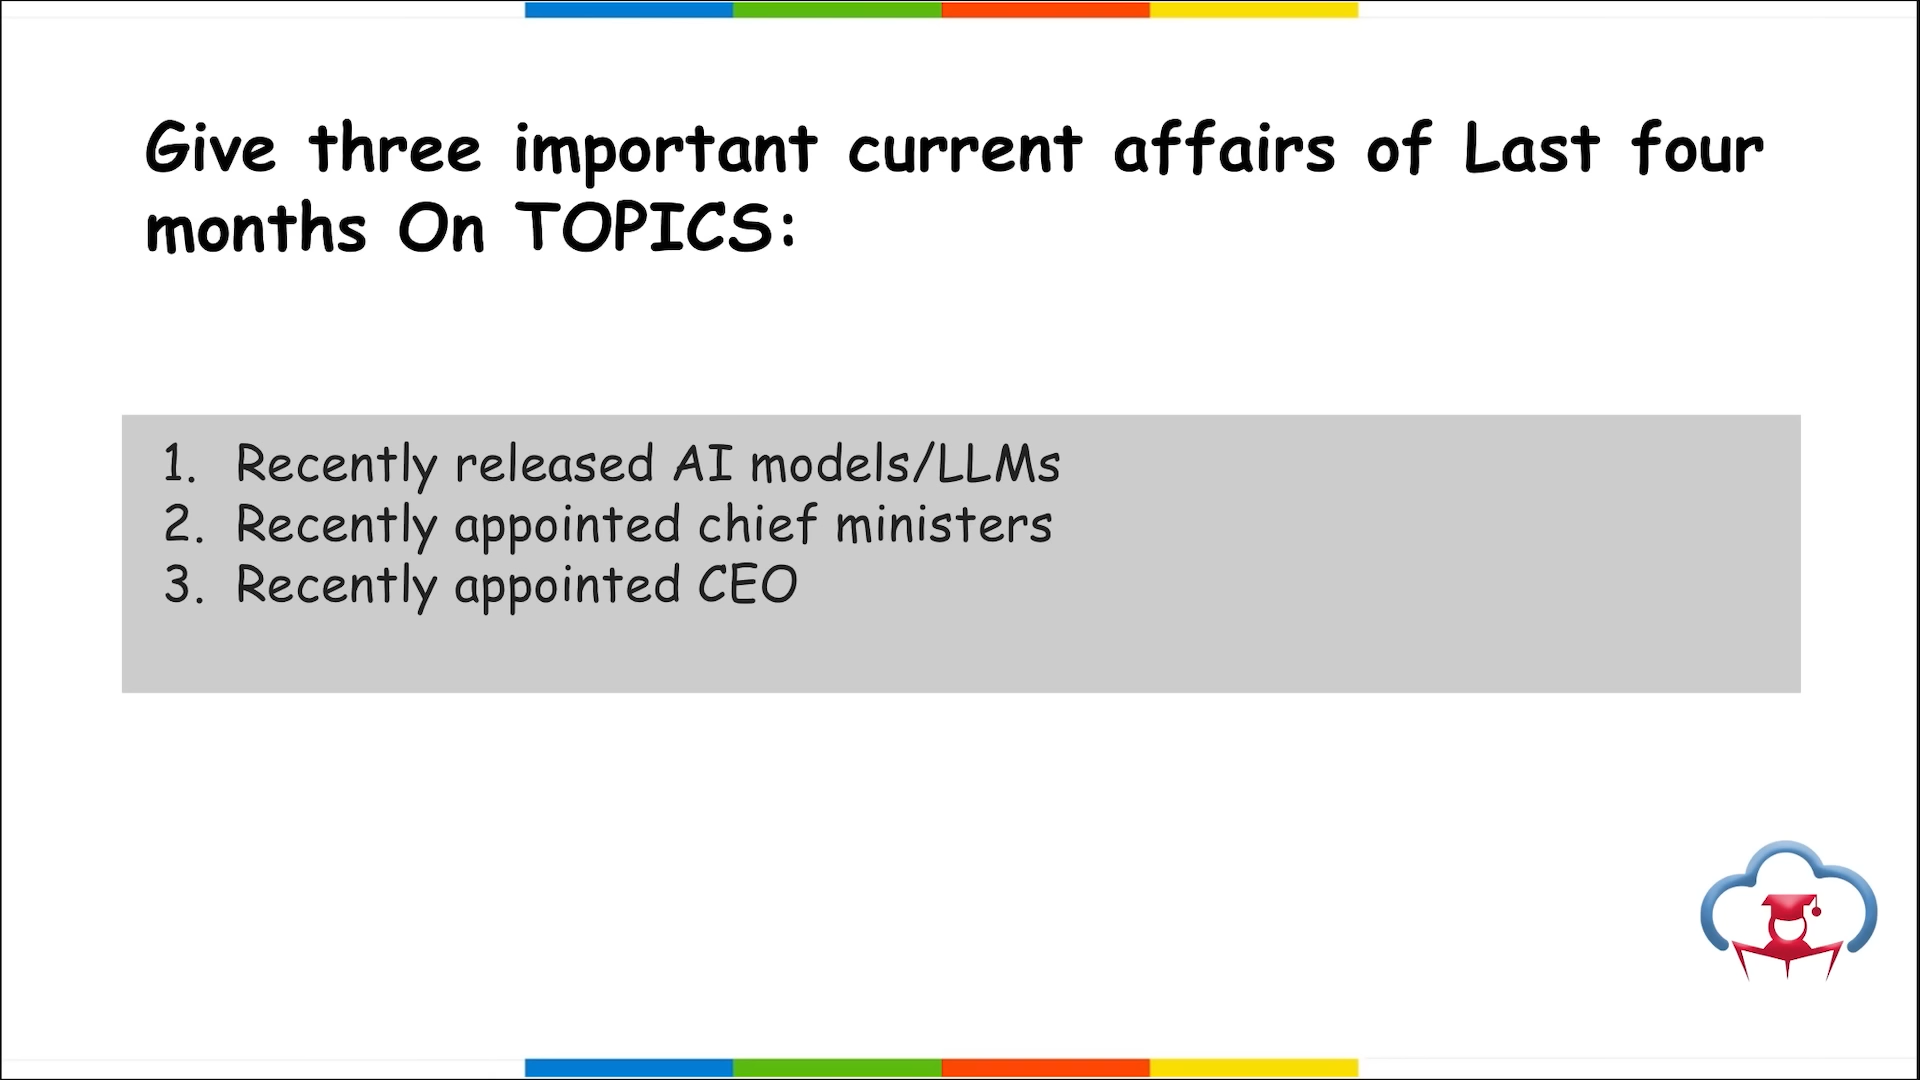 Give three important current affairs of Last four
months On TOPICS:
1. Recently released AI models/LLMs
2. Recently appointed chief ministers
3. Recently appointed CEO